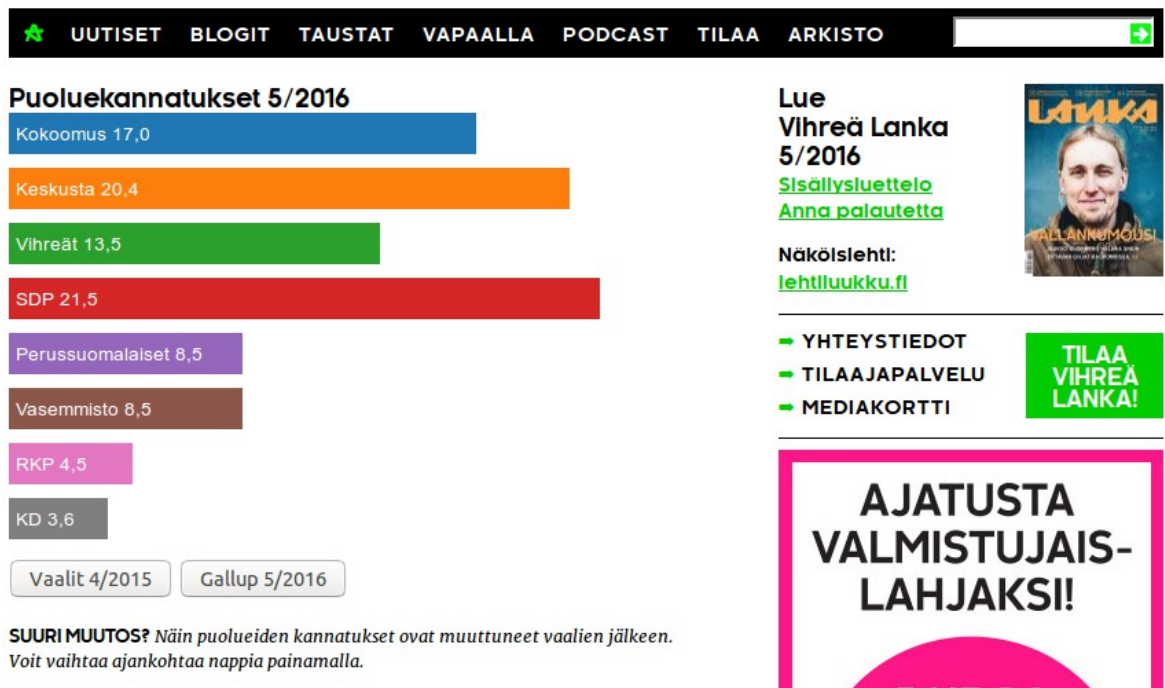 UUTISET BLOGIT TAUSTAT VAPAALLA PODCAST TILAA ARKISTO
Puoluekannatukset 5/2016
Kokoomus 17,0
Keskusta 20,4
Vihreät 13,5
SDP 21,5
Perussuomalaiset 8,5
Vasemmisto 8,5
RKP 4,5
KD 3,6
Vaalit 4/2015 Gallup 5/2016
SUURI MUUTOS? Näin puolueiden kannatukset ovat muuttuneet vaalien jälkeen.
Voit vaihtaa ajankohtaa nappia painamalla.
Lue
Vihreä Lanka
5/2016
Sisällysluettelo
Anna palautetta
Näköislehti:
lehtiluukku.fi
LANKA
VALLANKUMOUS!
YHTEYSTIEDOT
TILAAJAPALVELU
MEDIAKORTTI
TILAA
VIHREÄ
LANKA!
AJATUSTA
VALMISTUJAIS-
LAHJAKSI!